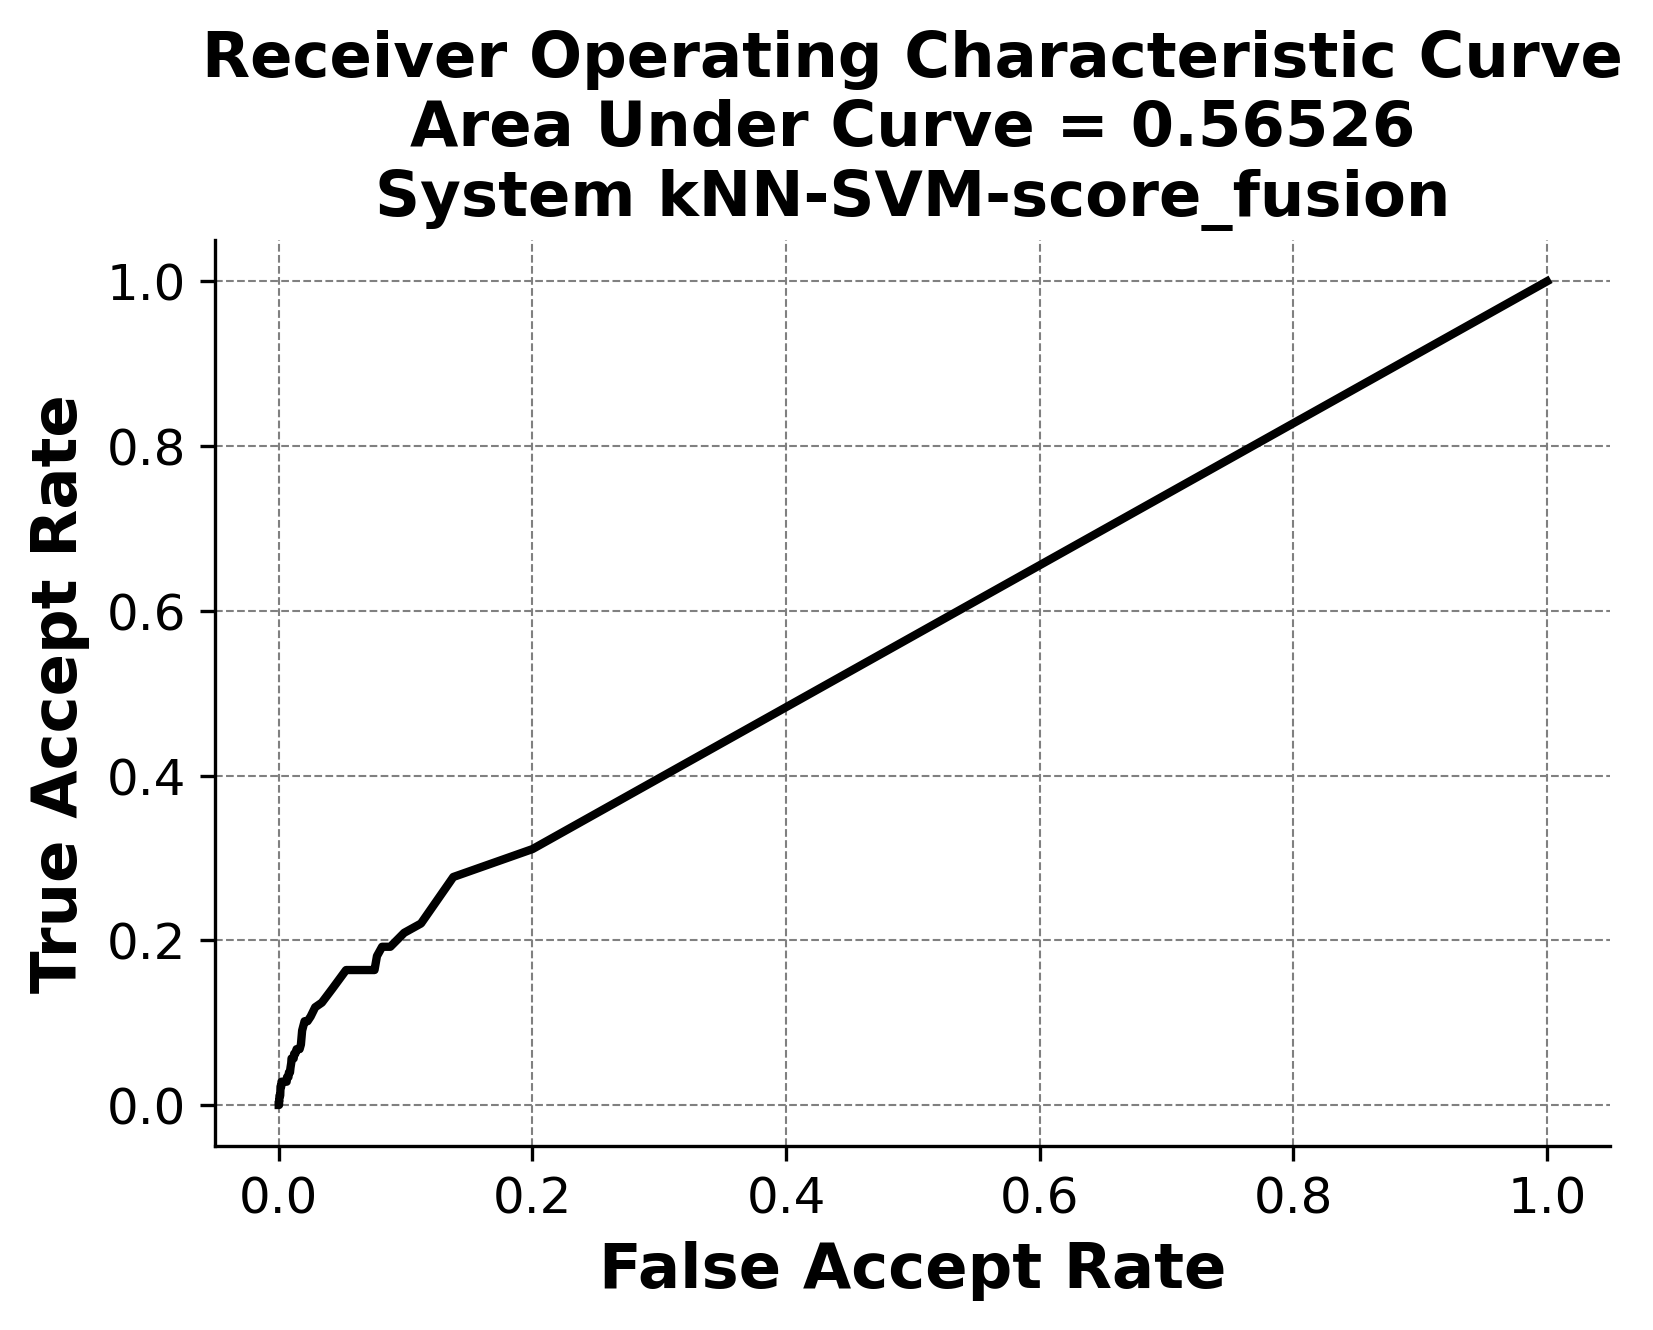 Receiver Operating Characteristic Curve
Area Under Curve = 0.56526
System kNN-SVM-score_fusion
True Accept Rate
1.0
0.8
0.6
0.4
0.2
0.0
0.0 0.2 0.4 0.6 0.8 1.0
False Accept Rate